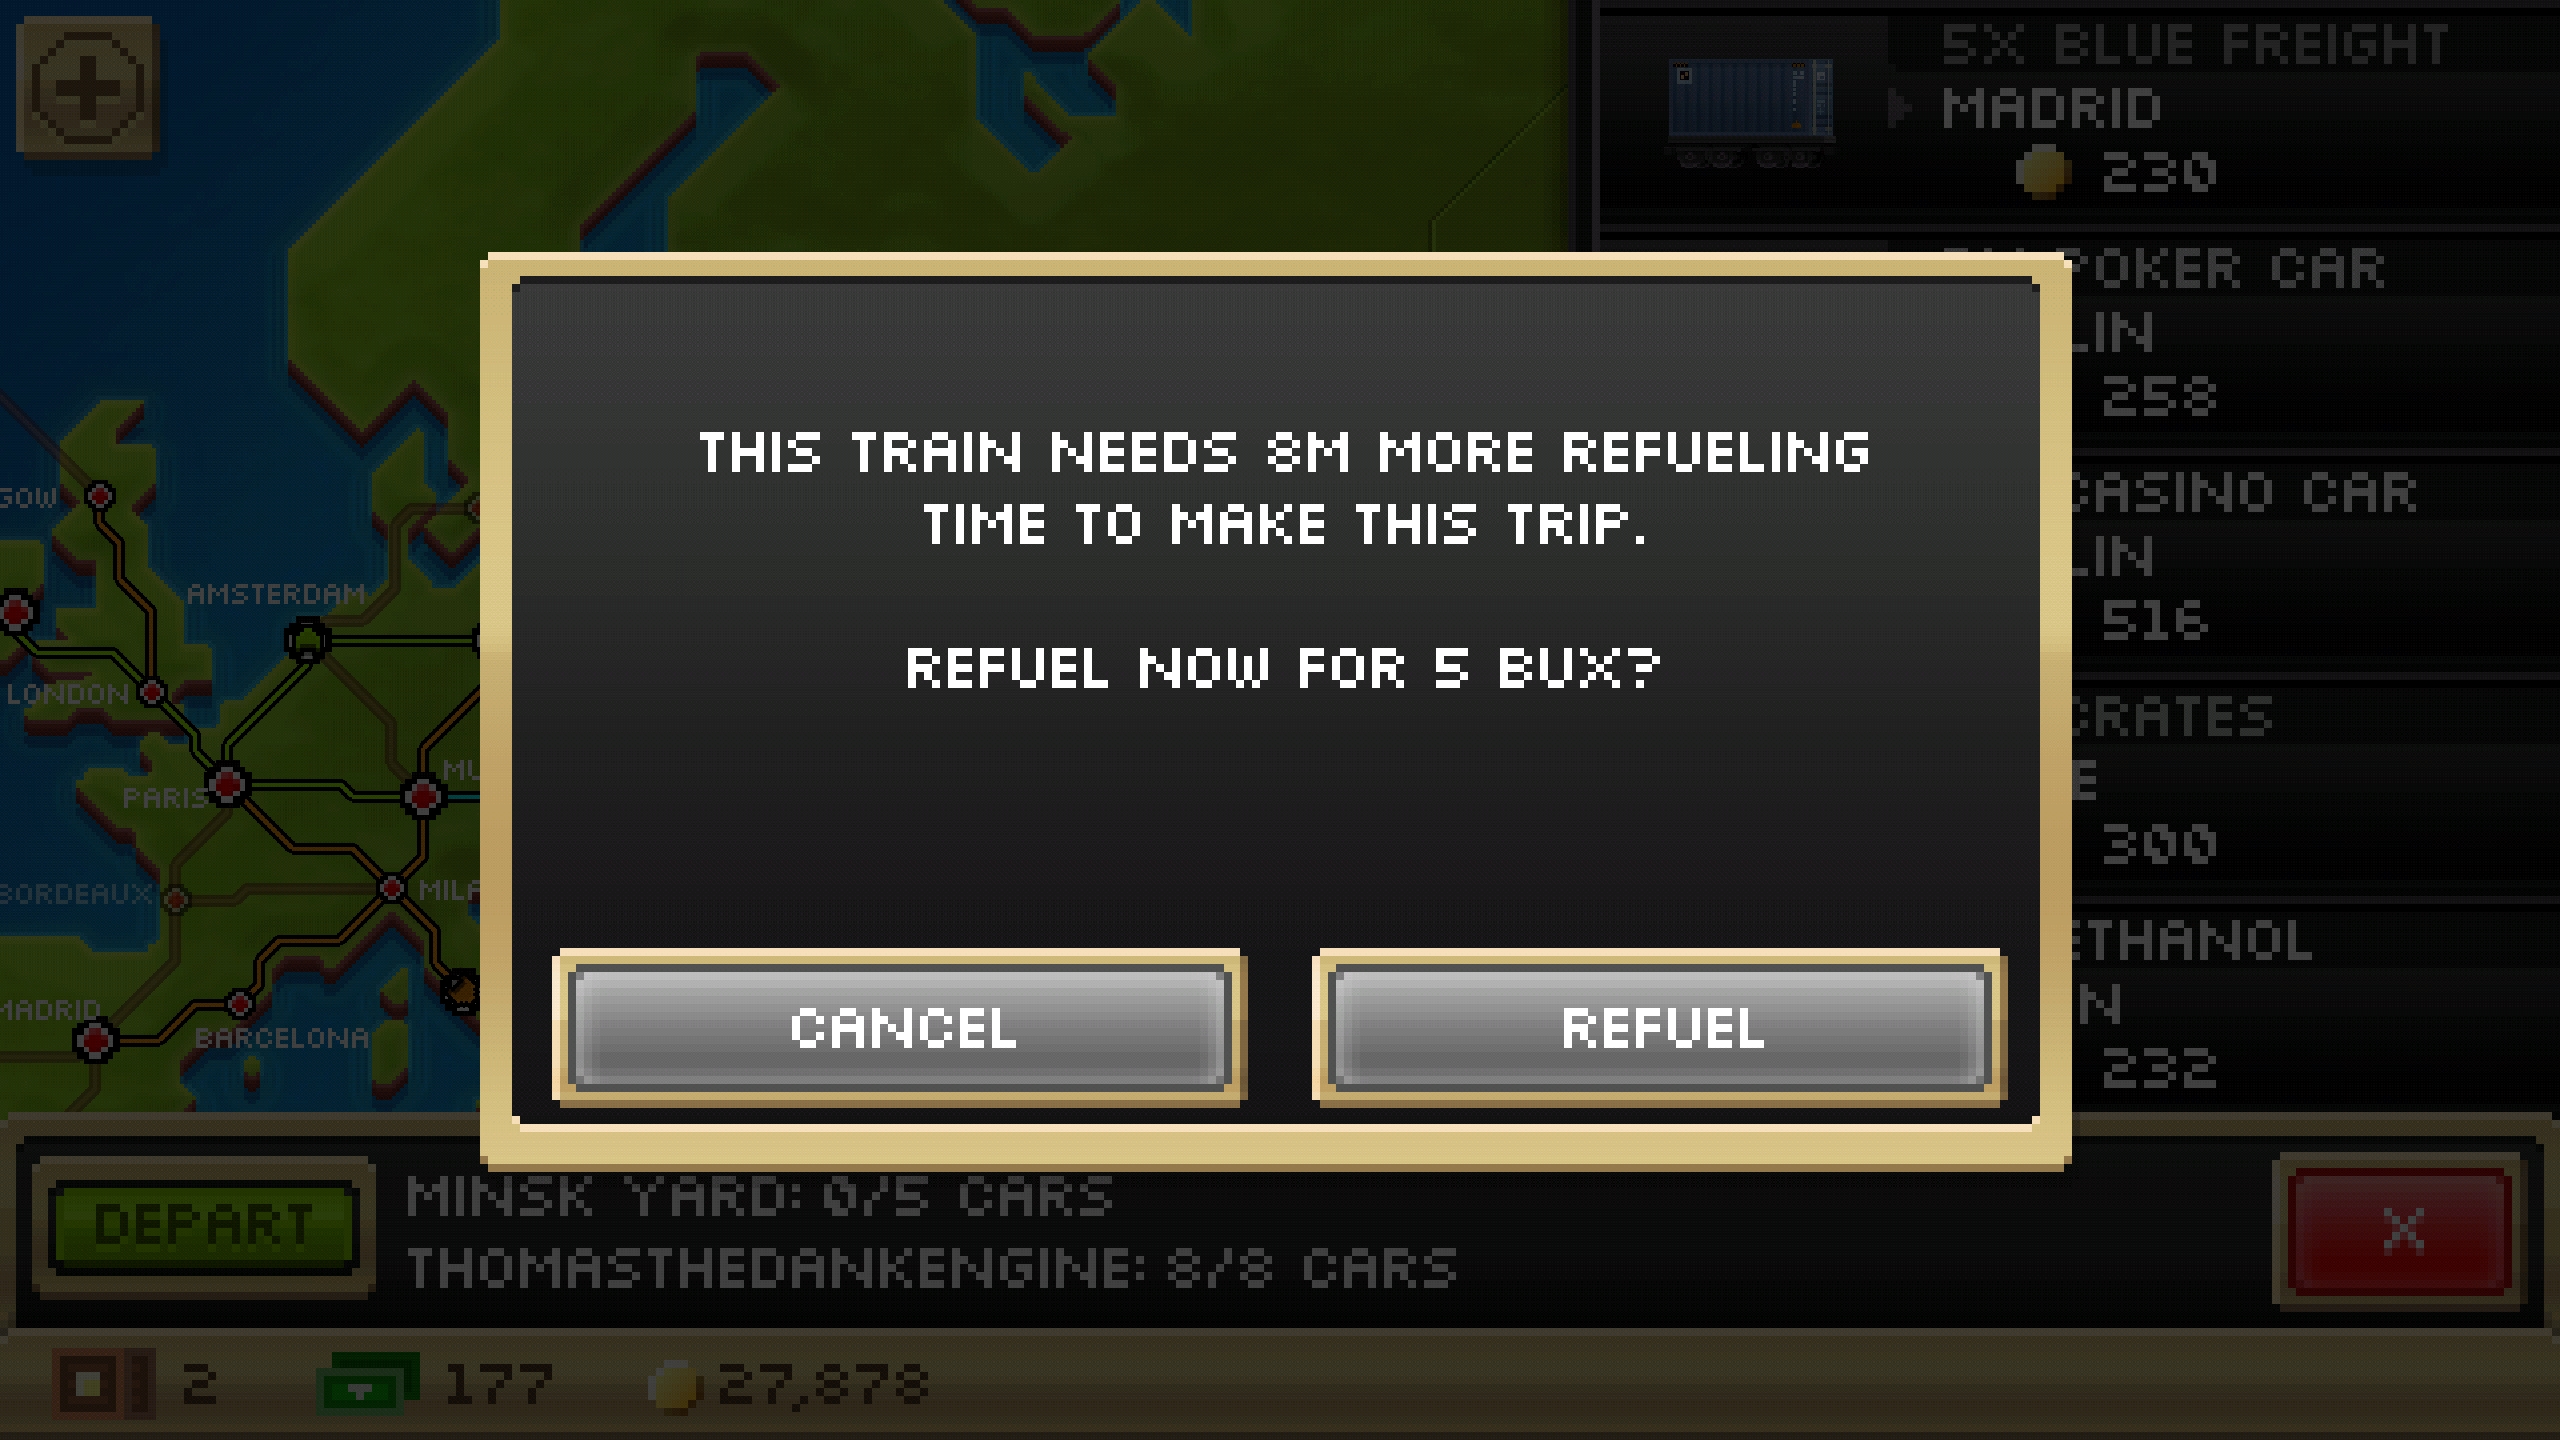 5X BLUE FREIGHT
MADRID
230
POKER CAR
258
CASINO CAR
516
CRATES
300
ETHANOL
232
THIS TRAIN NEEDS 8M MORE REFUELING
TIME TO MAKE THIS TRIP.
REFUEL NOW FOR 5 BUX?
CANCEL
REFUEL
AMSTERDAM
LONDON
PARIS
BORDEAUX
MADRID
BARCELONA
DEPART
MINSK YARD: 0/5 CARS
THOMASTHEDANKENGINE: 8/8 CARS
X
2
177
27,878